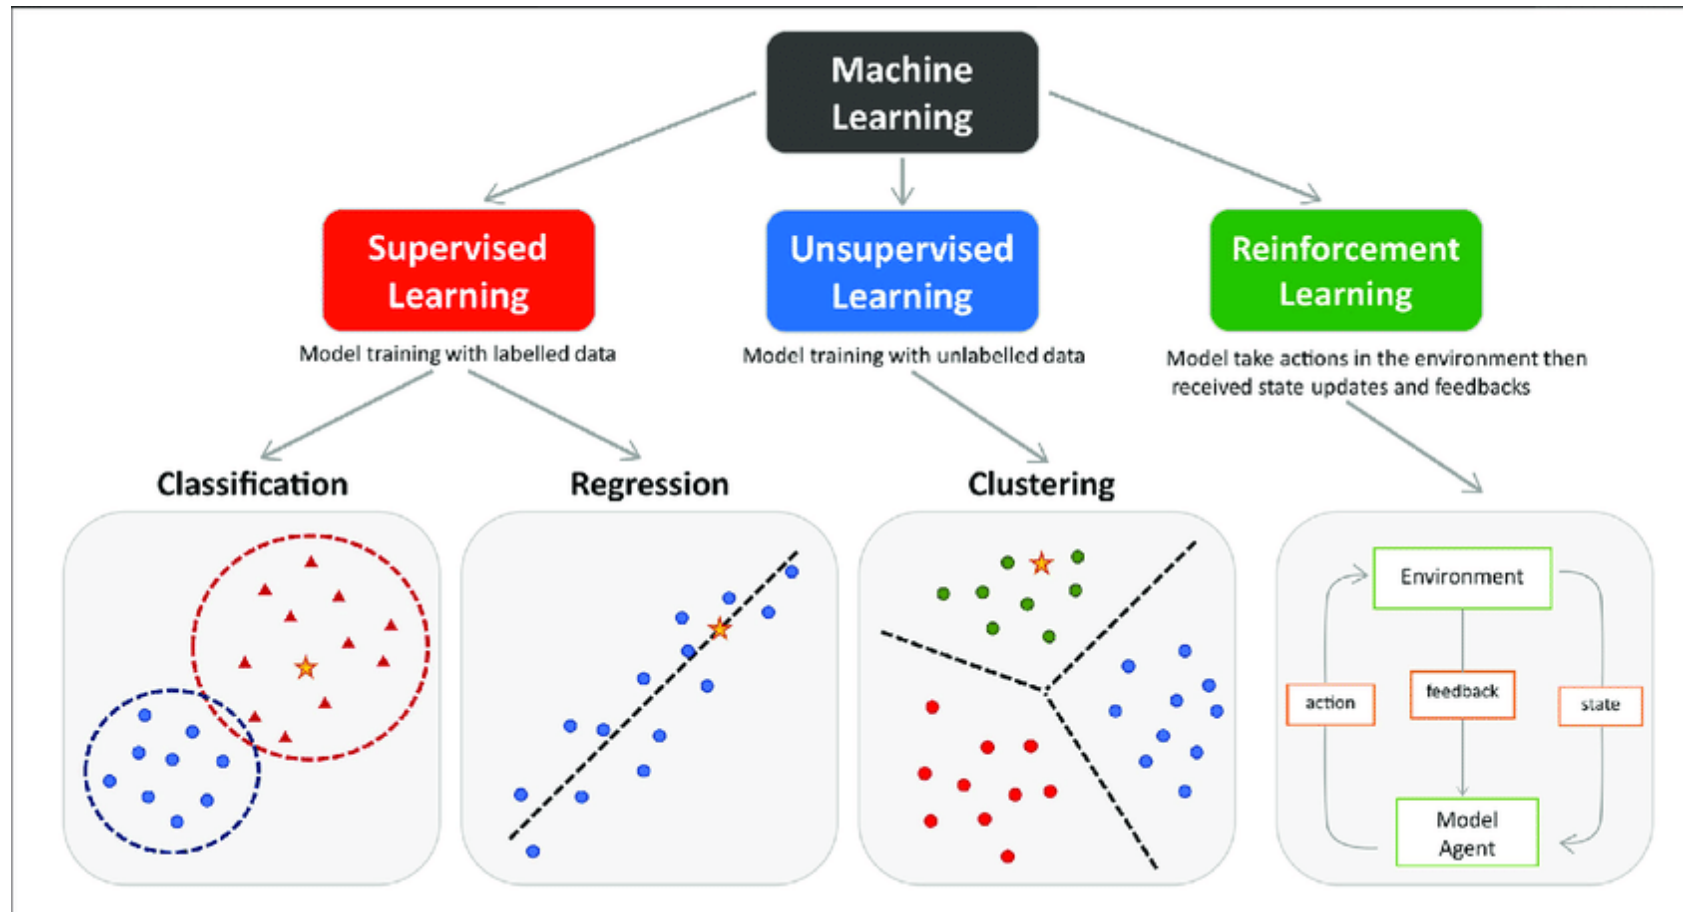 Machine
Learning
Supervised
Learning
Unsupervised
Learning
Reinforcement
Learning
Model training with labelled data
Model training with unlabelled data
Model take actions in the environment then
received state updates and feedbacks
Classification
Regression
Clustering
Environment
action
feedback
state
Model
Agent